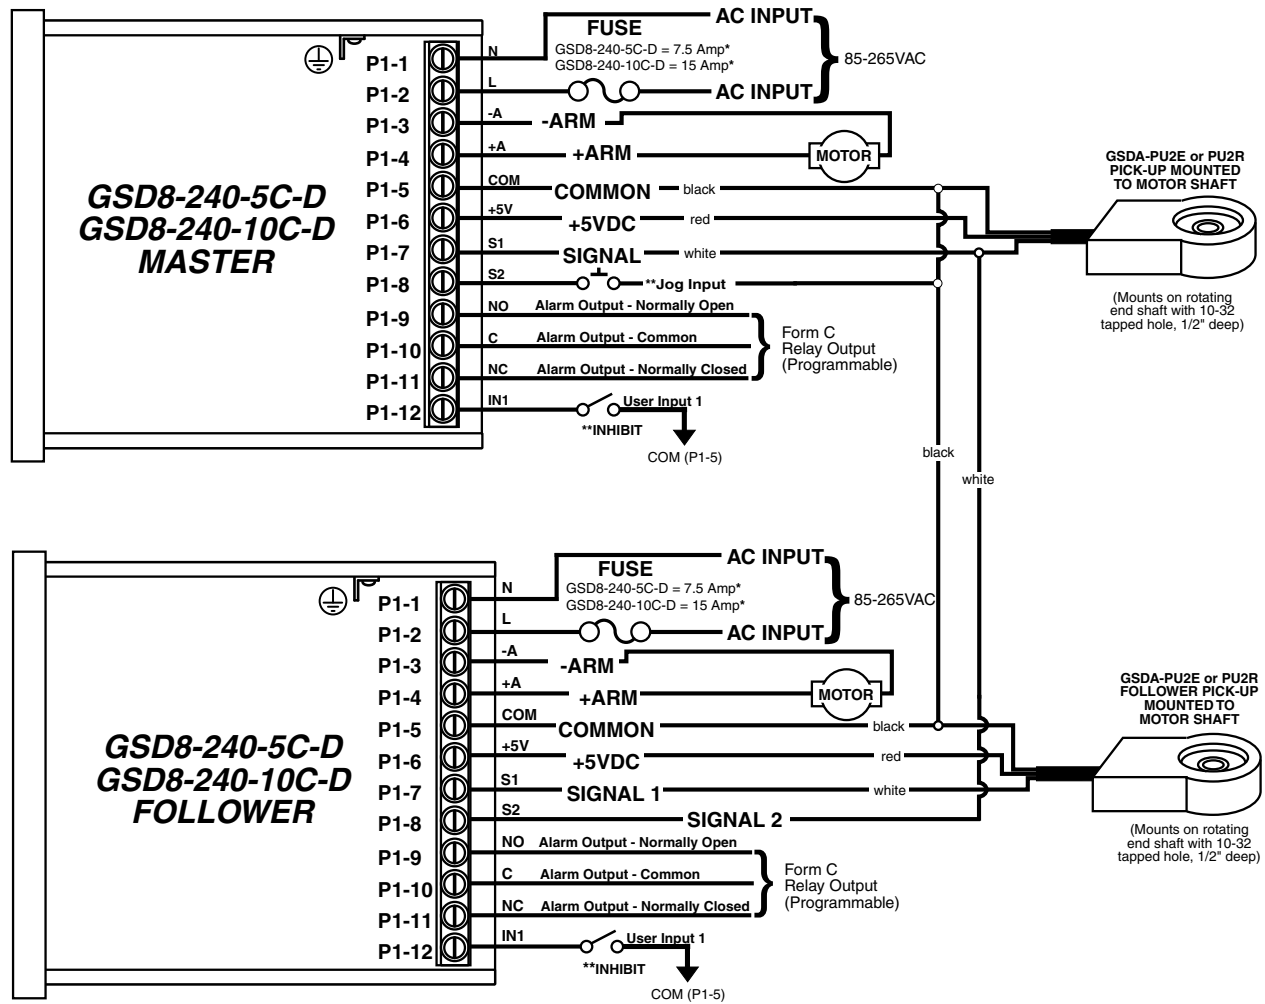 AC INPUT
FUSE
GSD8-240-5C-D = 7.5 Amp*
GSD8-240-10C-D = 15 Amp*
85-265VAC
AC INPUT
P1-1
P1-2
P1-3
P1-4
P1-5
P1-6
P1-7
P1-8
P1-9
P1-10
P1-11
P1-12
GSD8-240-5C-D
GSD8-240-10C-D
MASTER
N
L
-A
-ARM
+A
+ARM
MOTOR
COM
COMMON
black
+5V
+5VDC
red
S1
SIGNAL
white
S2
**Jog Input
NO
Alarm Output - Normally Open
C
Alarm Output - Common
NC
Alarm Output - Normally Closed
Form C
Relay Output
(Programmable)
IN1
User Input 1
**INHIBIT
COM (P1-5)
GSDA-PU2E or PU2R
PICK-UP MOUNTED
TO MOTOR SHAFT
(Mounts on rotating
end shaft with 10-32
tapped hole, 1/2" deep)
black
white
AC INPUT
FUSE
GSD8-240-5C-D = 7.5 Amp*
GSD8-240-10C-D = 15 Amp*
85-265VAC
AC INPUT
P1-1
P1-2
P1-3
P1-4
P1-5
P1-6
P1-7
P1-8
P1-9
P1-10
P1-11
P1-12
GSD8-240-5C-D
GSD8-240-10C-D
FOLLOWER
N
L
-A
-ARM
+A
+ARM
MOTOR
COM
COMMON
black
+5V
+5VDC
red
S1
SIGNAL 1
white
S2
SIGNAL 2
NO
Alarm Output - Normally Open
C
Alarm Output - Common
NC
Alarm Output - Normally Closed
Form C
Relay Output
(Programmable)
IN1
User Input 1
**INHIBIT
COM (P1-5)
GSDA-PU2E or PU2R
FOLLOWER PICK-UP
MOUNTED TO
MOTOR SHAFT
(Mounts on rotating
end shaft with 10-32
tapped hole, 1/2" deep)